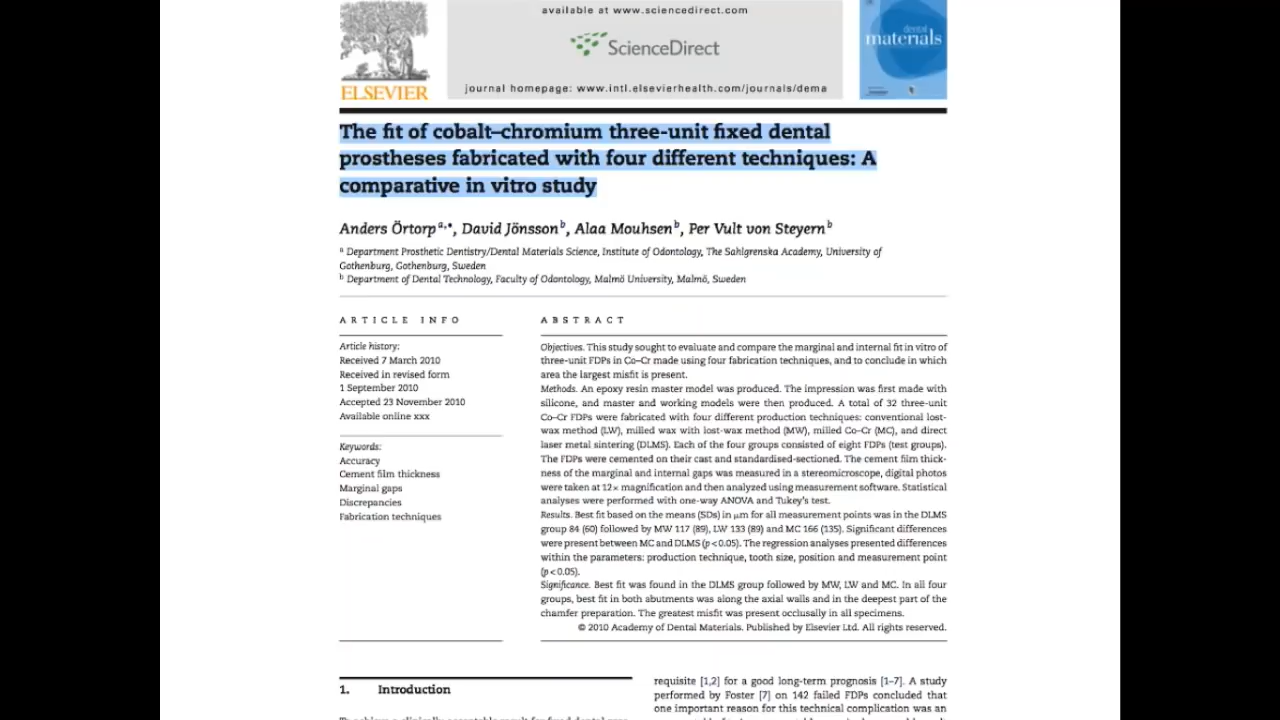 available at www.sciencedirect.com
ScienceDirect
dental
materials
ELSEVIER
journal homepage: www.intl.elsevierhealth.com/journals/dema
The fit of cobalt–chromium three-unit fixed dental
prostheses fabricated with four different techniques: A
comparative in vitro study
Anders Örtorp a,*, David Jönsson b, Alaa Mouhsen b, Per Vult von Steyern b
a Department Prosthetic Dentistry/Dental Materials Science, Institute of Odontology, The Sahlgrenska Academy, University of
Gothenburg, Gothenburg, Sweden
b Department of Dental Technology, Faculty of Odontology, Malmö University, Malmö, Sweden
ARTICLE INFO
Article history:
Received 7 March 2010
Received in revised form
1 September 2010
Accepted 23 November 2010
Available online xxx
Keywords:
Accuracy
Cement film thickness
Marginal gaps
Discrepancies
Fabrication techniques
ABSTRACT
Objectives. This study sought to evaluate and compare the marginal and internal fit in vitro of
three-unit FDPs in Co–Cr made using four fabrication techniques, and to conclude in which
area the largest misfit is present.
Methods. An epoxy resin master model was produced. The impression was first made with
silicone, and master and working models were then produced. A total of 32 three-unit
Co–Cr FDPs were fabricated with four different production techniques: conventional lost-
wax method (LW), milled wax with lost-wax method (MW), milled Co–Cr (MC), and direct
laser metal sintering (DLMS). Each of the four groups consisted of eight FDPs (test groups).
The FDPs were cemented on their cast and standardised-sectioned. The cement film thick-
ness of the marginal and internal gaps was measured in a stereomicroscope, digital photos
were taken at 12× magnification and then analyzed using measurement software. Statistical
analyses were performed with one-way ANOVA and Tukey's test.
Results. Best fit based on the means (SDs) in μm for all measurement points was in the DLMS
group 84 (60) followed by MW 117 (89), LW 133 (89) and MC 166 (135). Significant differences
were present between MC and DLMS (p < 0.05). The regression analyses presented differences
within the parameters: production technique, tooth size, position and measurement point
(p < 0.05).
Significance. Best fit was found in the DLMS group followed by MW, LW and MC. In all four
groups, best fit in both abutments was along the axial walls and in the deepest part of the
chamfer preparation. The greatest misfit was present occlusally in all specimens.
© 2010 Academy of Dental Materials. Published by Elsevier Ltd. All rights reserved.
1. Introduction
requisite [1,2] for a good long-term prognosis [1–7]. A study
performed by Foster [7] on 142 failed FDPs concluded that
one important reason for this technical complication was an